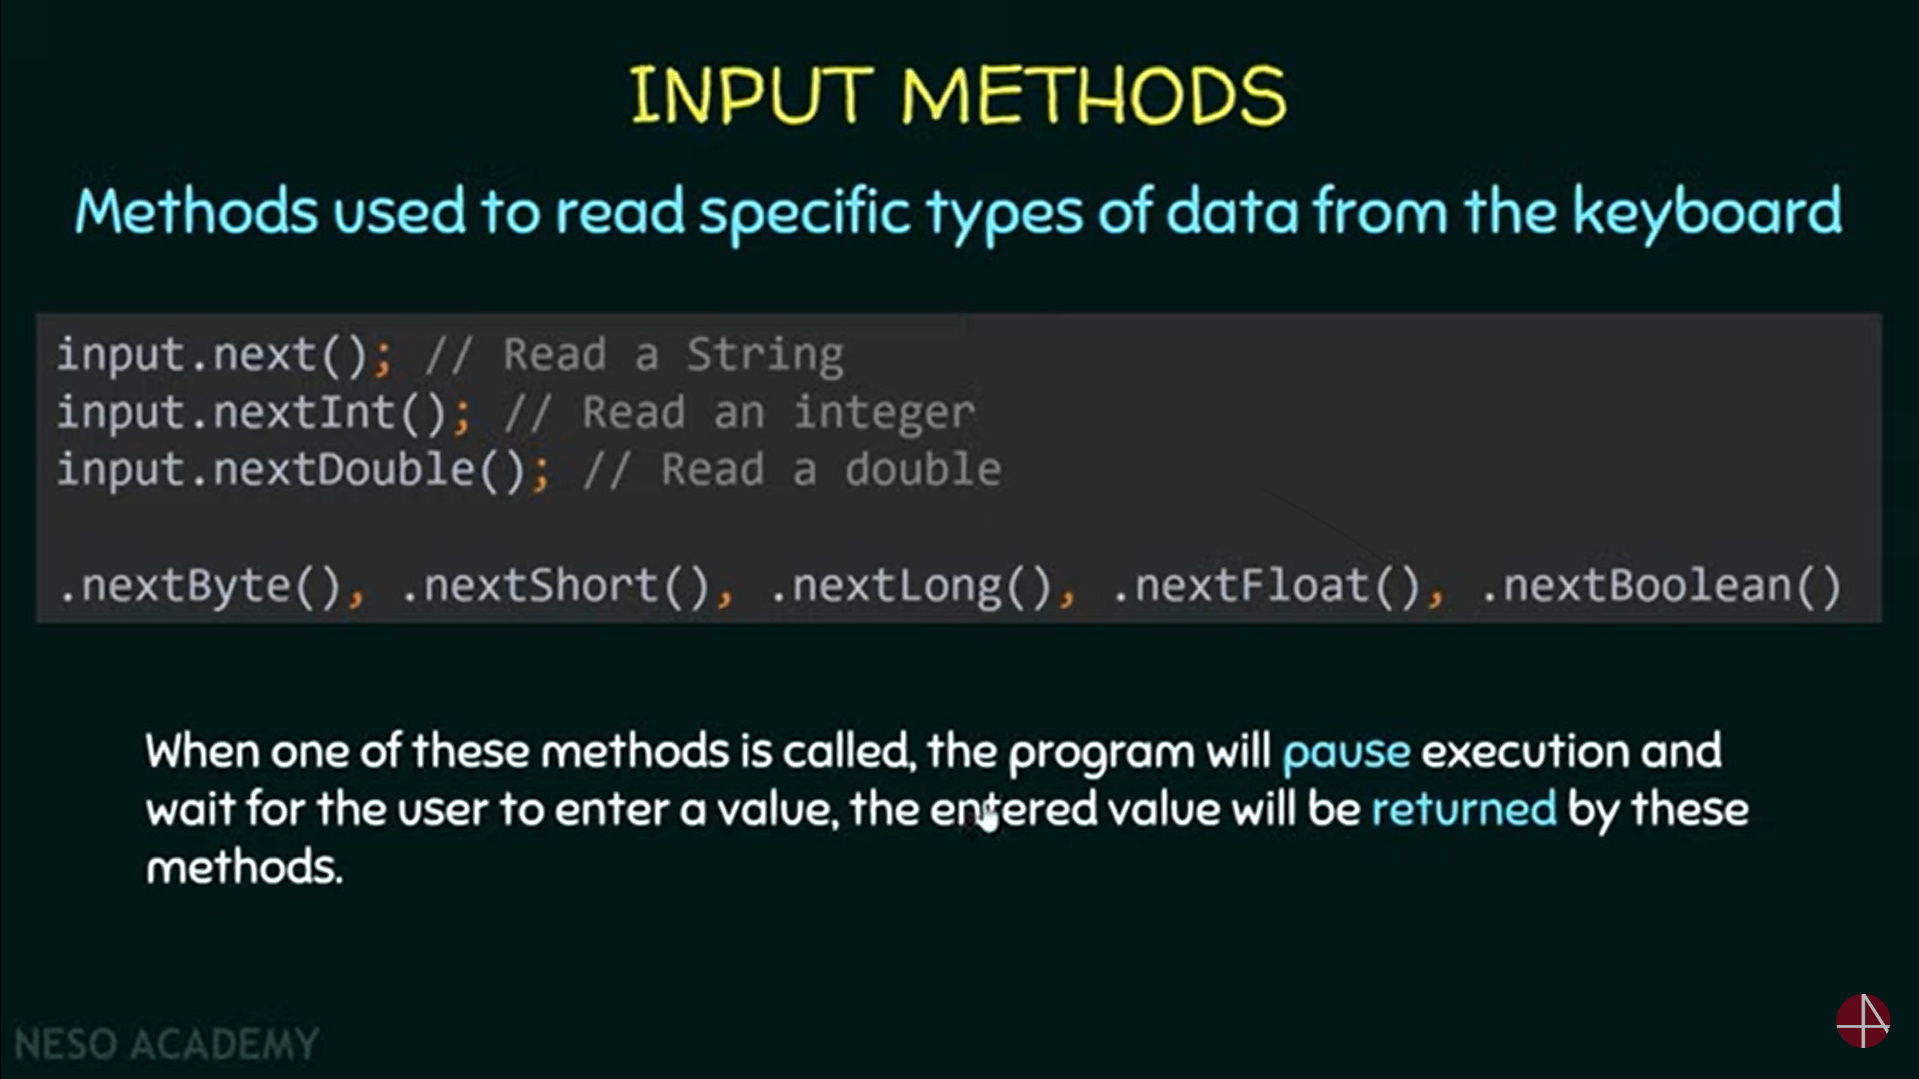 INPUT METHODS
Methods used to read specific types of data from the keyboard
input.next(); // Read a String
input.nextInt(); // Read an integer
input.nextDouble(); // Read a double
.nextByte(), .nextShort(), .nextLong(), .nextFloat(), .nextBoolean()
When one of these methods is called, the program will pause execution and
wait for the user to enter a value, the entered value will be returned by these
methods.
NESO ACADEMY